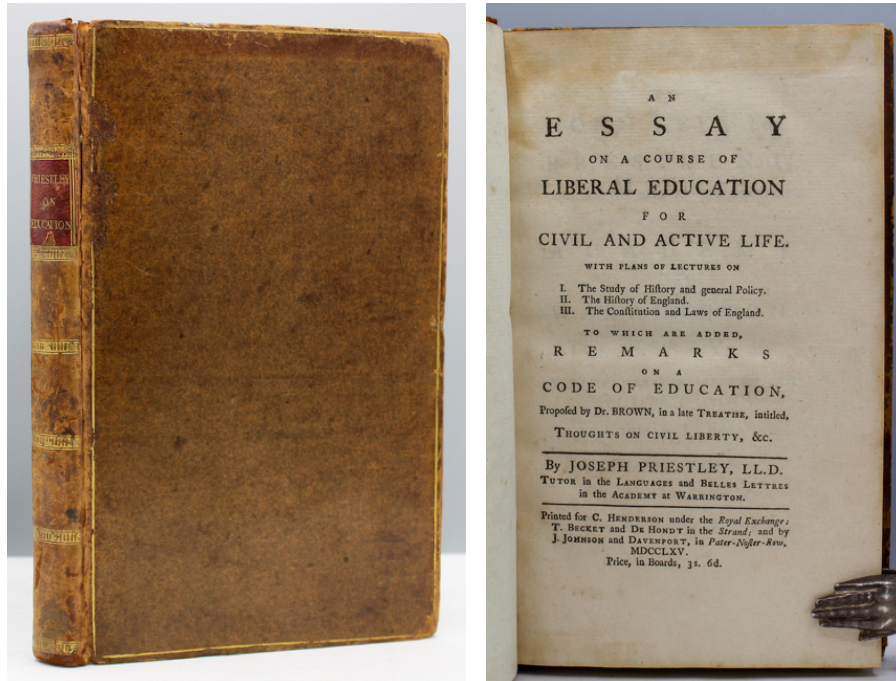 PRIESTLEY
ON
EDUCATION
AN
ESSAY
ON A COURSE OF
LIBERAL EDUCATION
FOR
CIVIL AND ACTIVE LIFE.
WITH PLANS OF LECTURES ON
I. The Study of Hiſtory and general Policy.
II. The Hiſtory of England.
III. The Conſtitution and Laws of England.
TO WHICH ARE ADDED,
REMARKS
ON A
CODE OF EDUCATION,
Propoſed by Dr. BROWN, in a late TREATISE, intitled,
THOUGHTS ON CIVIL LIBERTY, &c.
By JOSEPH PRIESTLEY, LL.D.
TUTOR in the LANGUAGES and BELLES LETTRES
in the ACADEMY at WARRINGTON.
Printed for C. HENDERSON under the Royal Exchange;
T. BECKET and DE HONDT in the Strand; and by
J. JOHNSON and DAVENPORT, in Pater-Noſter-Row,
MDCCLXV.
Price, in Boards, 3s. 6d.